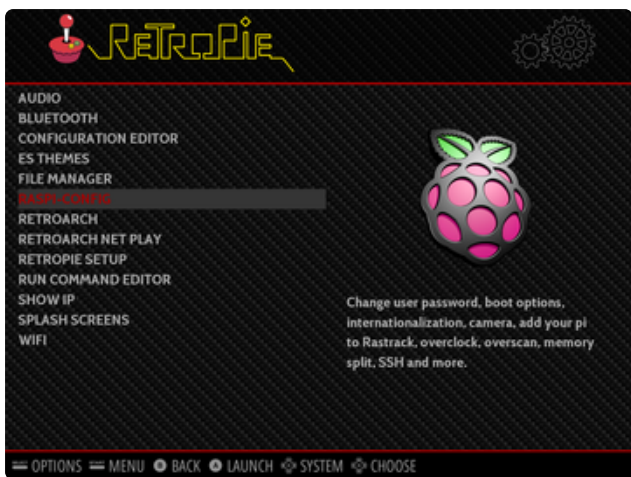 RETROPIE
AUDIO
BLUETOOTH
CONFIGURATION EDITOR
ES THEMES
FILE MANAGER
RASPI-CONFIG
RETROARCH
RETROARCH NET PLAY
RETROPIE SETUP
RUN COMMAND EDITOR
SHOW IP
SPLASH SCREENS
WIFI
Change user password, boot options,
internationalization, camera, add your pi
to Rastrack, overclock, overscan, memory
split, SSH and more.
OPTIONS MENU BACK LAUNCH SYSTEM CHOOSE